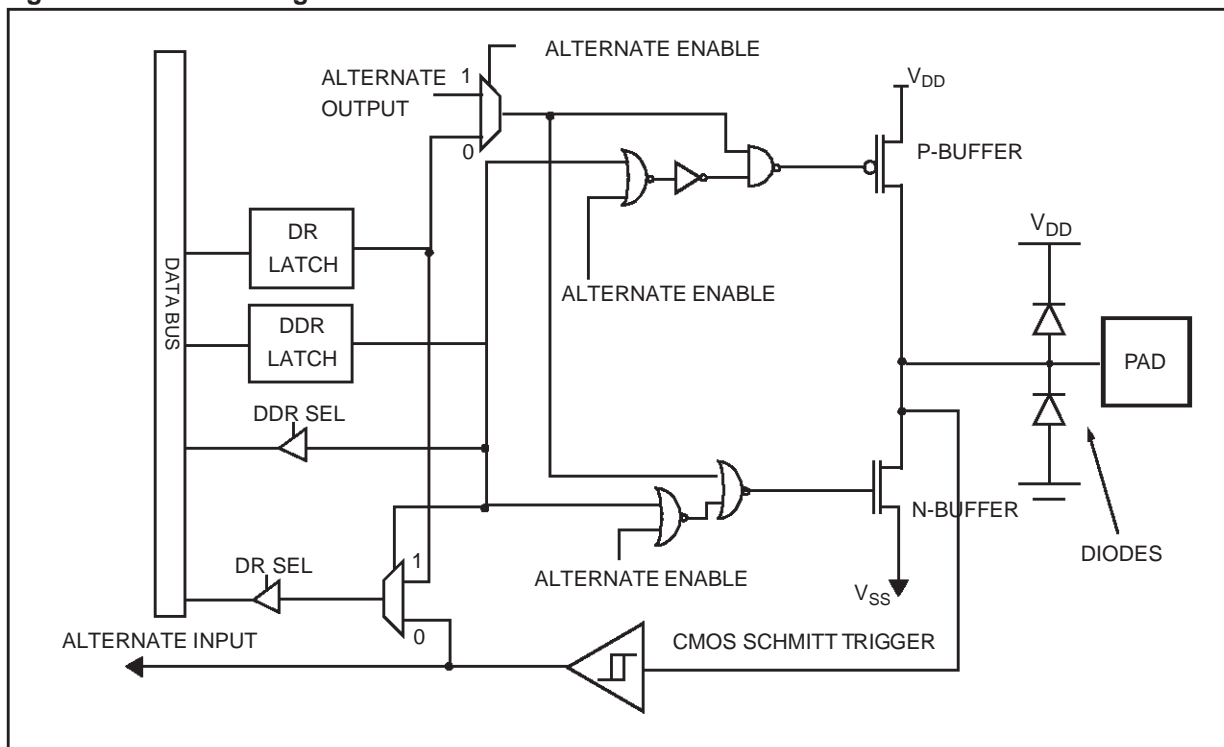 ALTERNATE ENABLE
ALTERNATE
OUTPUT
1
0
VDD
P-BUFFER
DR
LATCH
ALTERNATE ENABLE
VDD
DATA BUS
DDR
LATCH
PAD
DDR SEL
N-BUFFER
DIODES
DR SEL
1
0
ALTERNATE ENABLE
VSS
ALTERNATE INPUT
CMOS SCHMITT TRIGGER